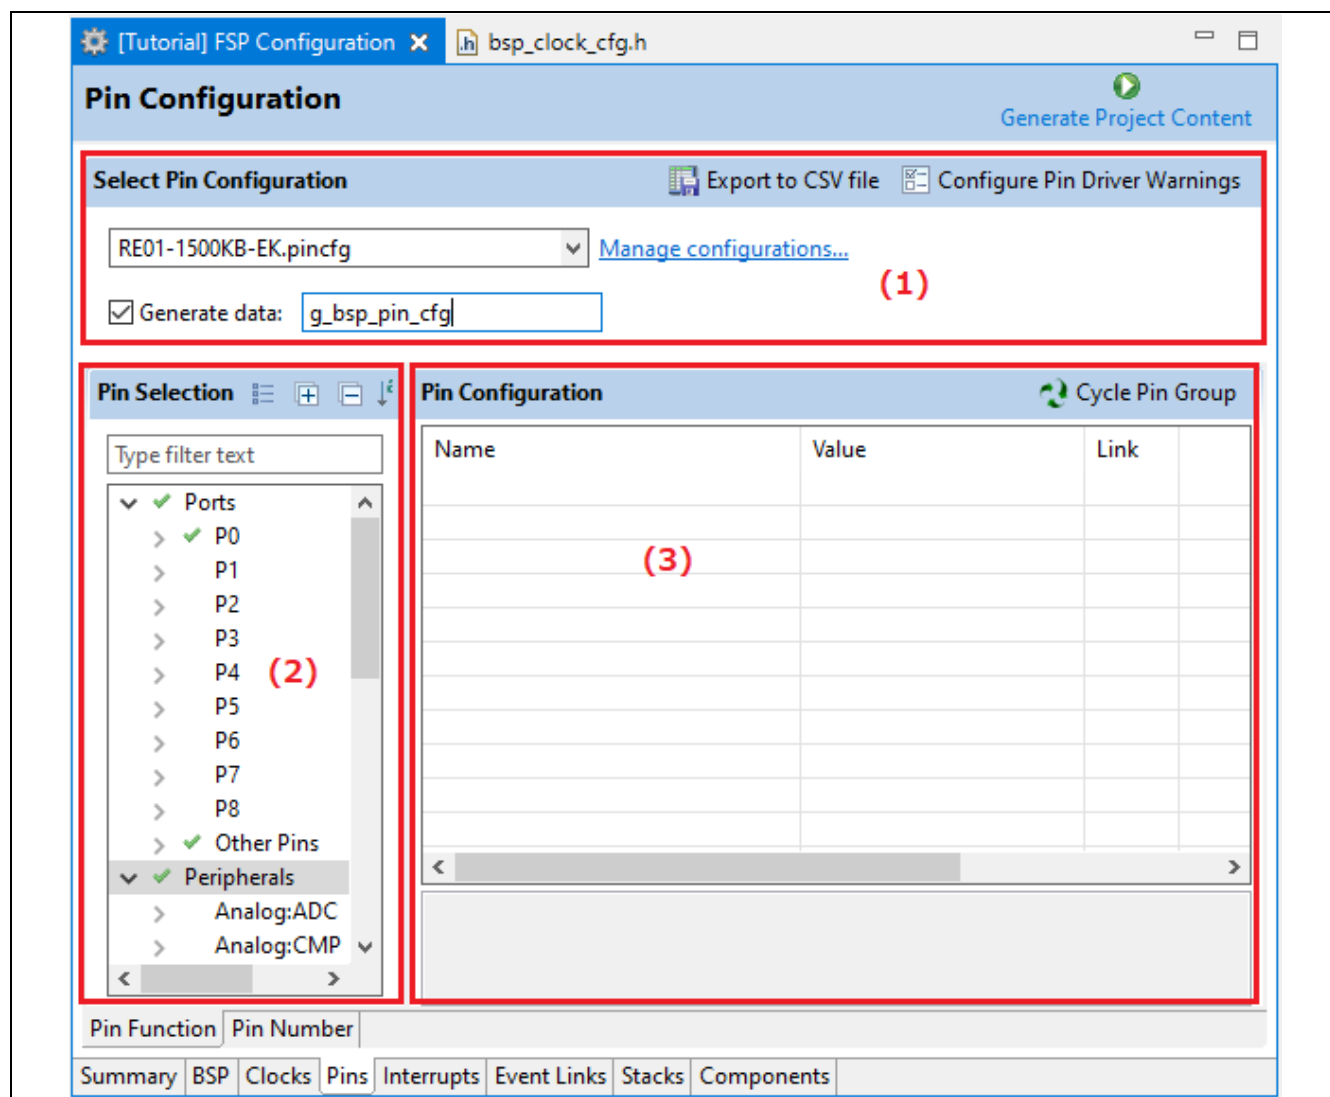 [Tutorial] FSP Configuration bsp_clock_cfg.h
Pin Configuration
Generate Project Content
Select Pin Configuration Export to CSV file Configure Pin Driver Warnings
RE01-1500KB-EK.pincfg Manage configurations...
(1)
Generate data: g_bsp_pin_cfg
Pin Selection
Type filter text
Ports
P0
P1
P2
P3
P4
(2)
P5
P6
P7
P8
Other Pins
Peripherals
Analog:ADC
Analog:CMP
Pin Configuration Cycle Pin Group
Name Value Link
(3)
Pin Function Pin Number
Summary BSP Clocks Pins Interrupts Event Links Stacks Components